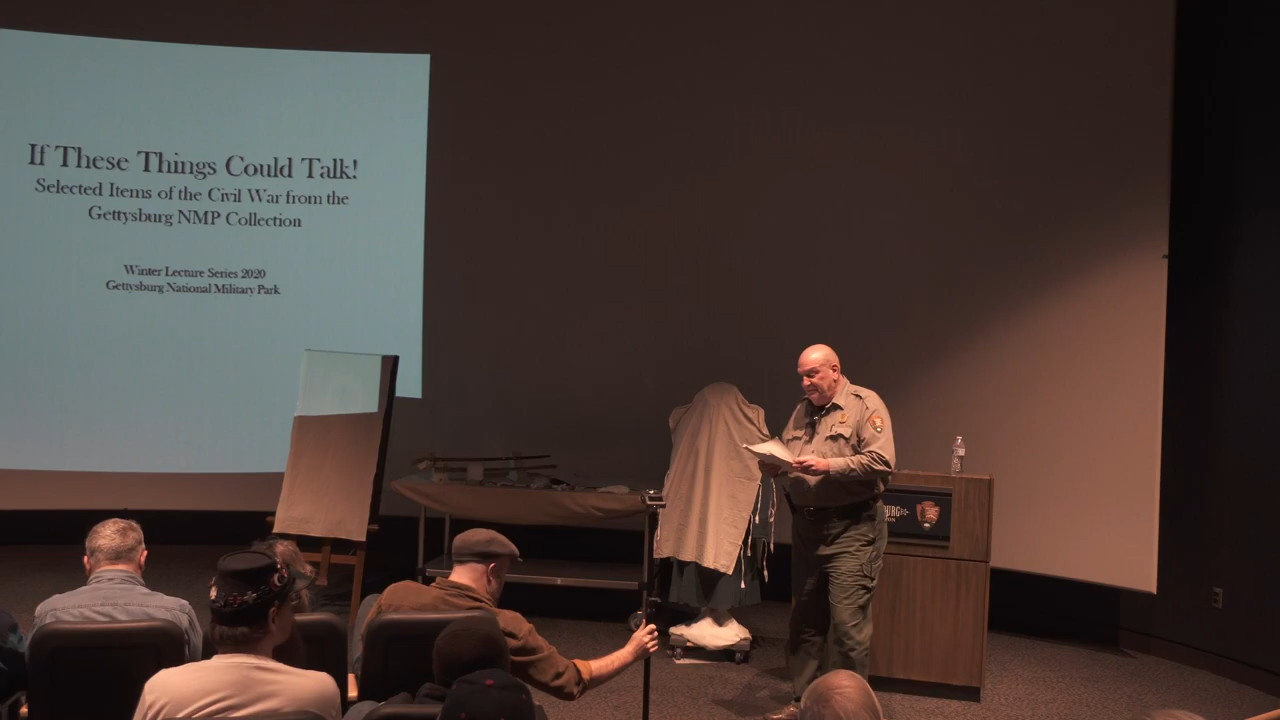 If These Things Could Talk!
Selected Items of the Civil War from the
Gettysburg NMP Collection
Winter Lecture Series 2020
Gettysburg National Military Park